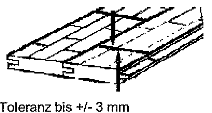 Toleranz bis +/- 3 mm